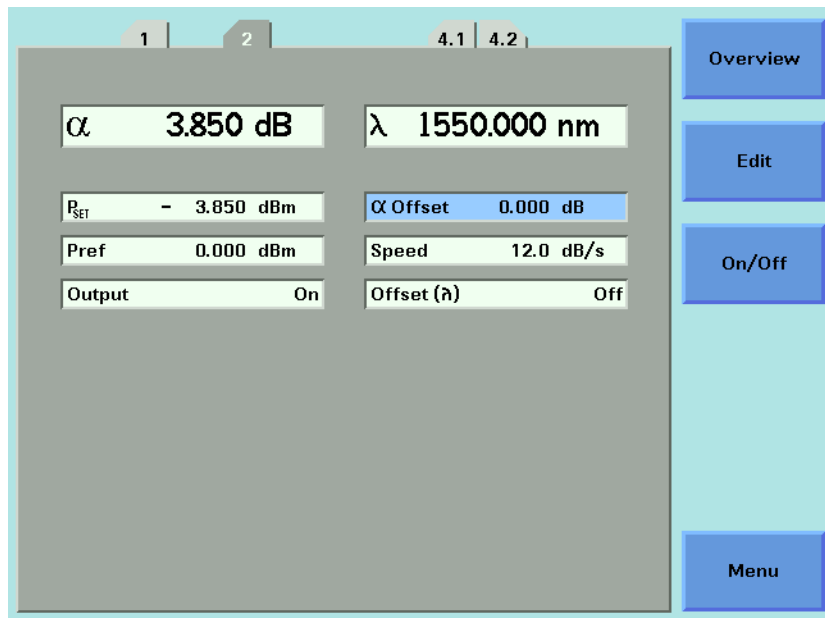 1 2 4.1 4.2
Overview
α 3.850 dB
λ 1550.000 nm
Edit
PSET - 3.850 dBm
α Offset 0.000 dB
Pref 0.000 dBm
Speed 12.0 dB/s
On/Off
Output On
Offset (λ) Off
Menu